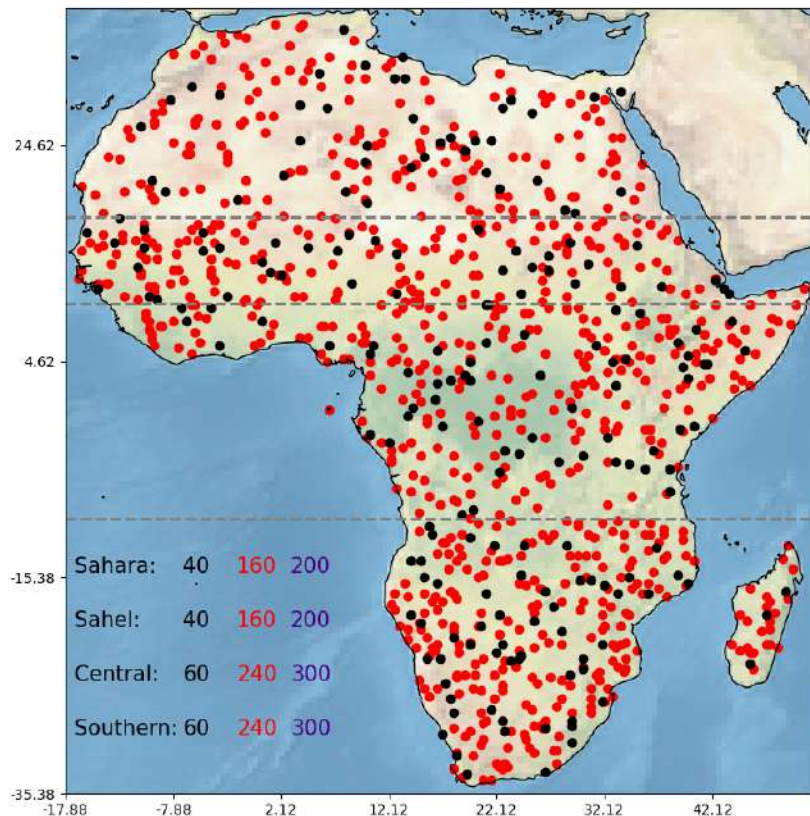 24.62
4.62
-15.38
-35.38
Sahara: 40 160 200
Sahel: 40 160 200
Central: 60 240 300
Southern: 60 240 300
-17.88 -7.88 2.12 12.12 22.12 32.12 42.12